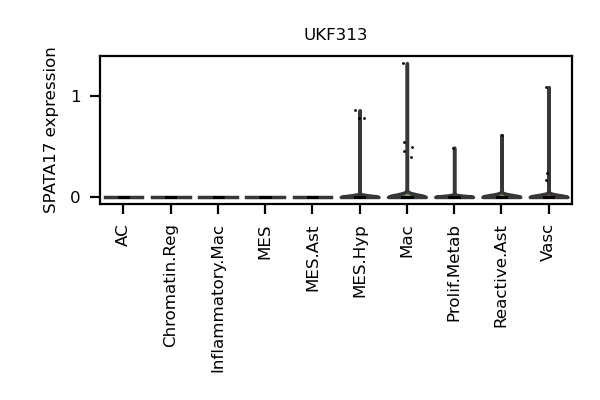 UKF313
SPATA17 expression
1
0
AC
Chromatin.Reg
Inflammatory.Mac
MES
MES.Ast
MES.Hyp
Mac
Prolif.Metab
Reactive.Ast
Vasc